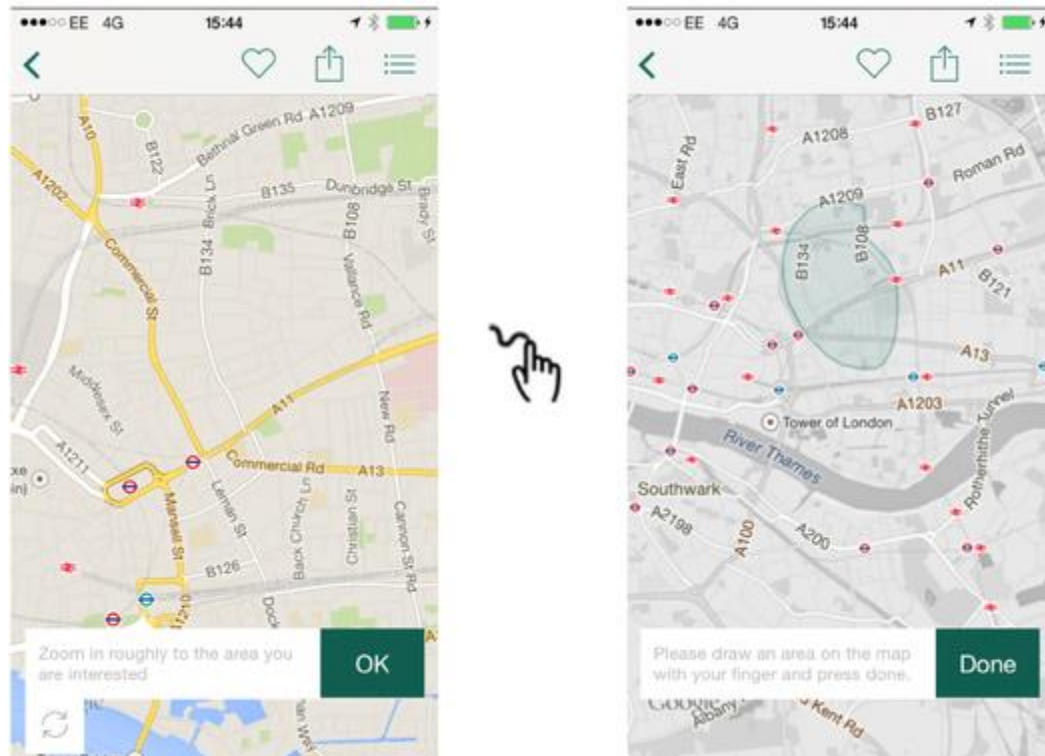 EE 4G 15:44
A1209
A10
Bethnal Green Rd
B122
A1202
B135
Dunbridge St
Brick Ln
B108
Brady St
B134
Commercial St
Vallance Rd
Middlesex St
A11
New Rd
A1211
Commercial Rd
A13
Mansell St
Leman St
Back Church Ln
Christian St
Cannon St Rd
B126
A1210
Zoom in roughly to the area you
are interested
OK
EE 4G 15:44
B127
A1208
East Rd
Roman Rd
A1209
B134
B108
A11
B121
A13
A1203
Tower of London
River Thames
Rotherhithe Tunnel
Southwark
A2198
A100
A200
Please draw an area on the map
with your finger and press done.
Done
Google
Albany
Kent Rd